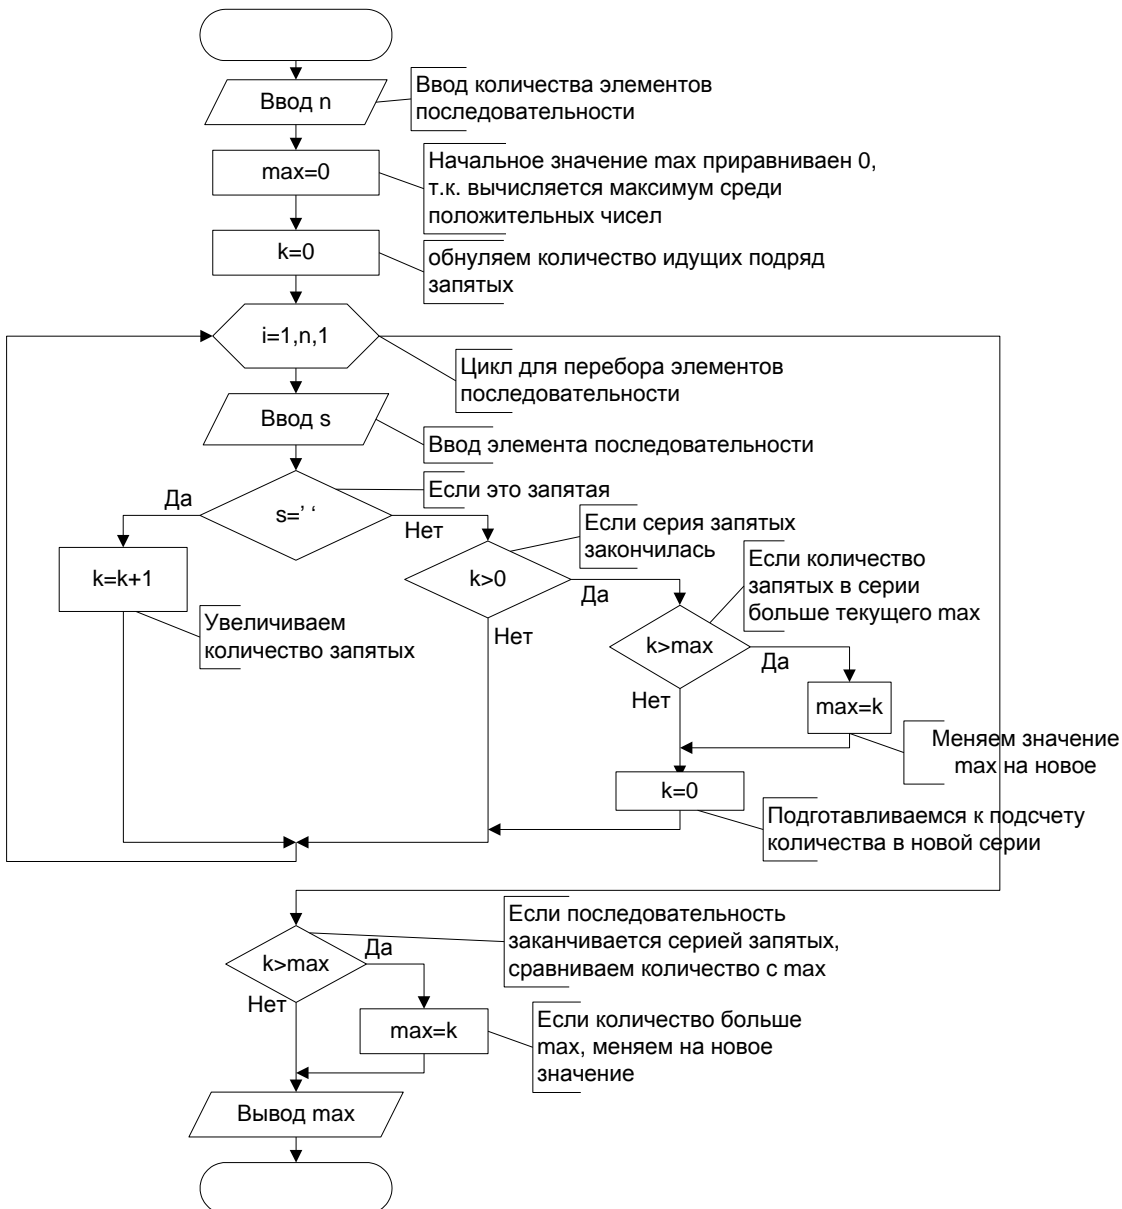 Ввод n
Ввод количества элементов
последовательности
max=0
Начальное значение max приравниваен 0,
т.к. вычисляется максимум среди
положительных чисел
k=0
обнуляем количество идущих подряд
запятых
i=1,n,1
Цикл для перебора элементов
последовательности
Ввод s
Ввод элемента последовательности
s=’ ‘
Если это запятая
Да
Нет
k=k+1
Увеличиваем
количество запятых
Если серия запятых
закончилась
k>0
Да
Нет
Если количество
запятых в серии
больше текущего max
k>max
Да
Нет
max=k
Меняем значение
max на новое
k=0
Подготавливаемся к подсчету
количества в новой серии
Если последовательность
заканчивается серией запятых,
сравниваем количество с max
k>max
Да
Нет
max=k
Если количество больше
max, меняем на новое
значение
Вывод max